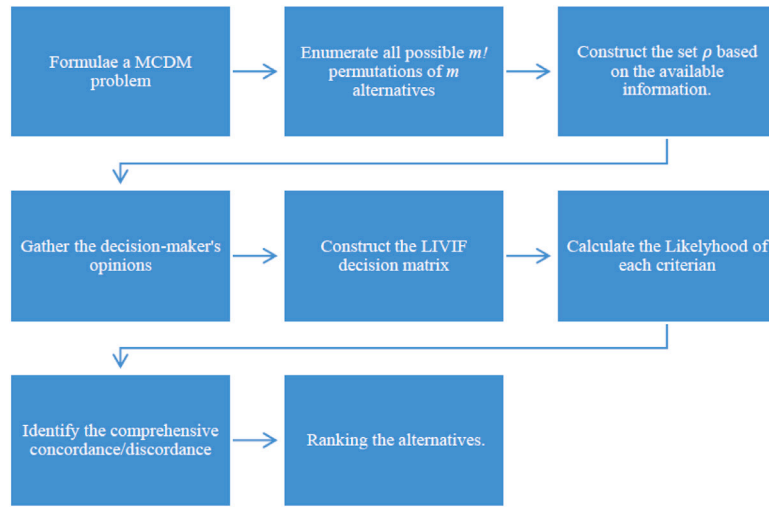 Formulae a MCDM
problem
Enumerate all possible m!
permutations of m
alternatives
Construct the set ρ based
on the available
information.
Gather the decision-maker's
opinions
Construct the LIVIF
decision matrix
Calculate the Likelyhood of
each criterian
Identify the comprehensive
concordance/discordance
Ranking the alternatives.